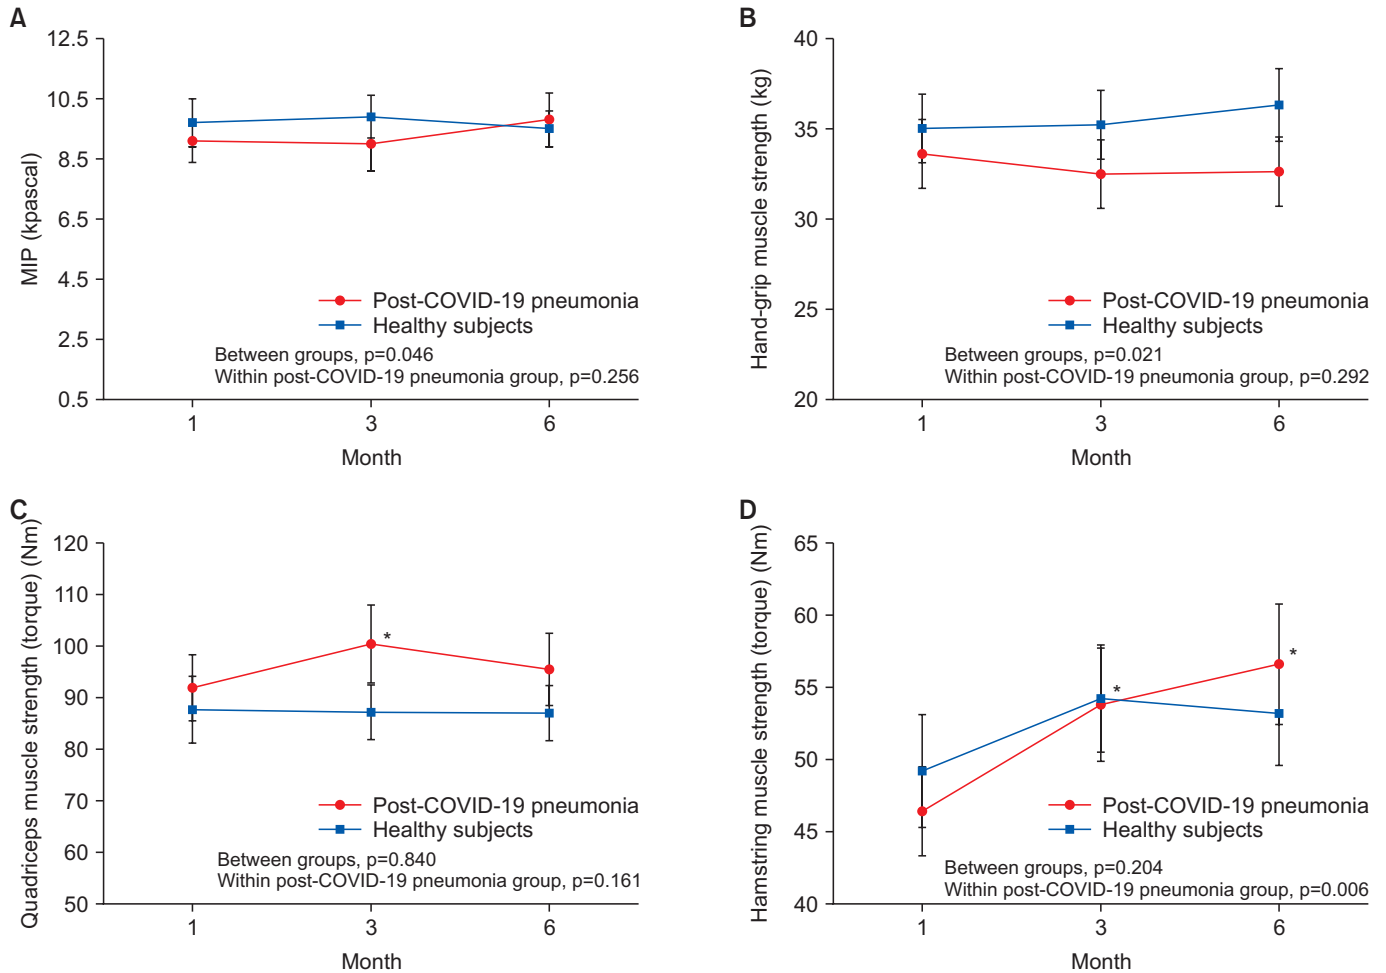 A
MIP (kpascal)
12.5
10.5
8.5
6.5
4.5
2.5
0.5
Post-COVID-19 pneumonia
Healthy subjects
Between groups, p=0.046
Within post-COVID-19 pneumonia group, p=0.256
1 3 6
Month
B
Hand-grip muscle strength (kg)
40
35
30
25
20
Post-COVID-19 pneumonia
Healthy subjects
Between groups, p=0.021
Within post-COVID-19 pneumonia group, p=0.292
1 3 6
Month
C
Quadriceps muscle strength (torque) (Nm)
120
110
100
90
80
70
60
50
*
Post-COVID-19 pneumonia
Healthy subjects
Between groups, p=0.840
Within post-COVID-19 pneumonia group, p=0.161
1 3 6
Month
D
Hamstring muscle strength (torque) (Nm)
65
60
55
50
45
40
*
*
Post-COVID-19 pneumonia
Healthy subjects
Between groups, p=0.204
Within post-COVID-19 pneumonia group, p=0.006
1 3 6
Month